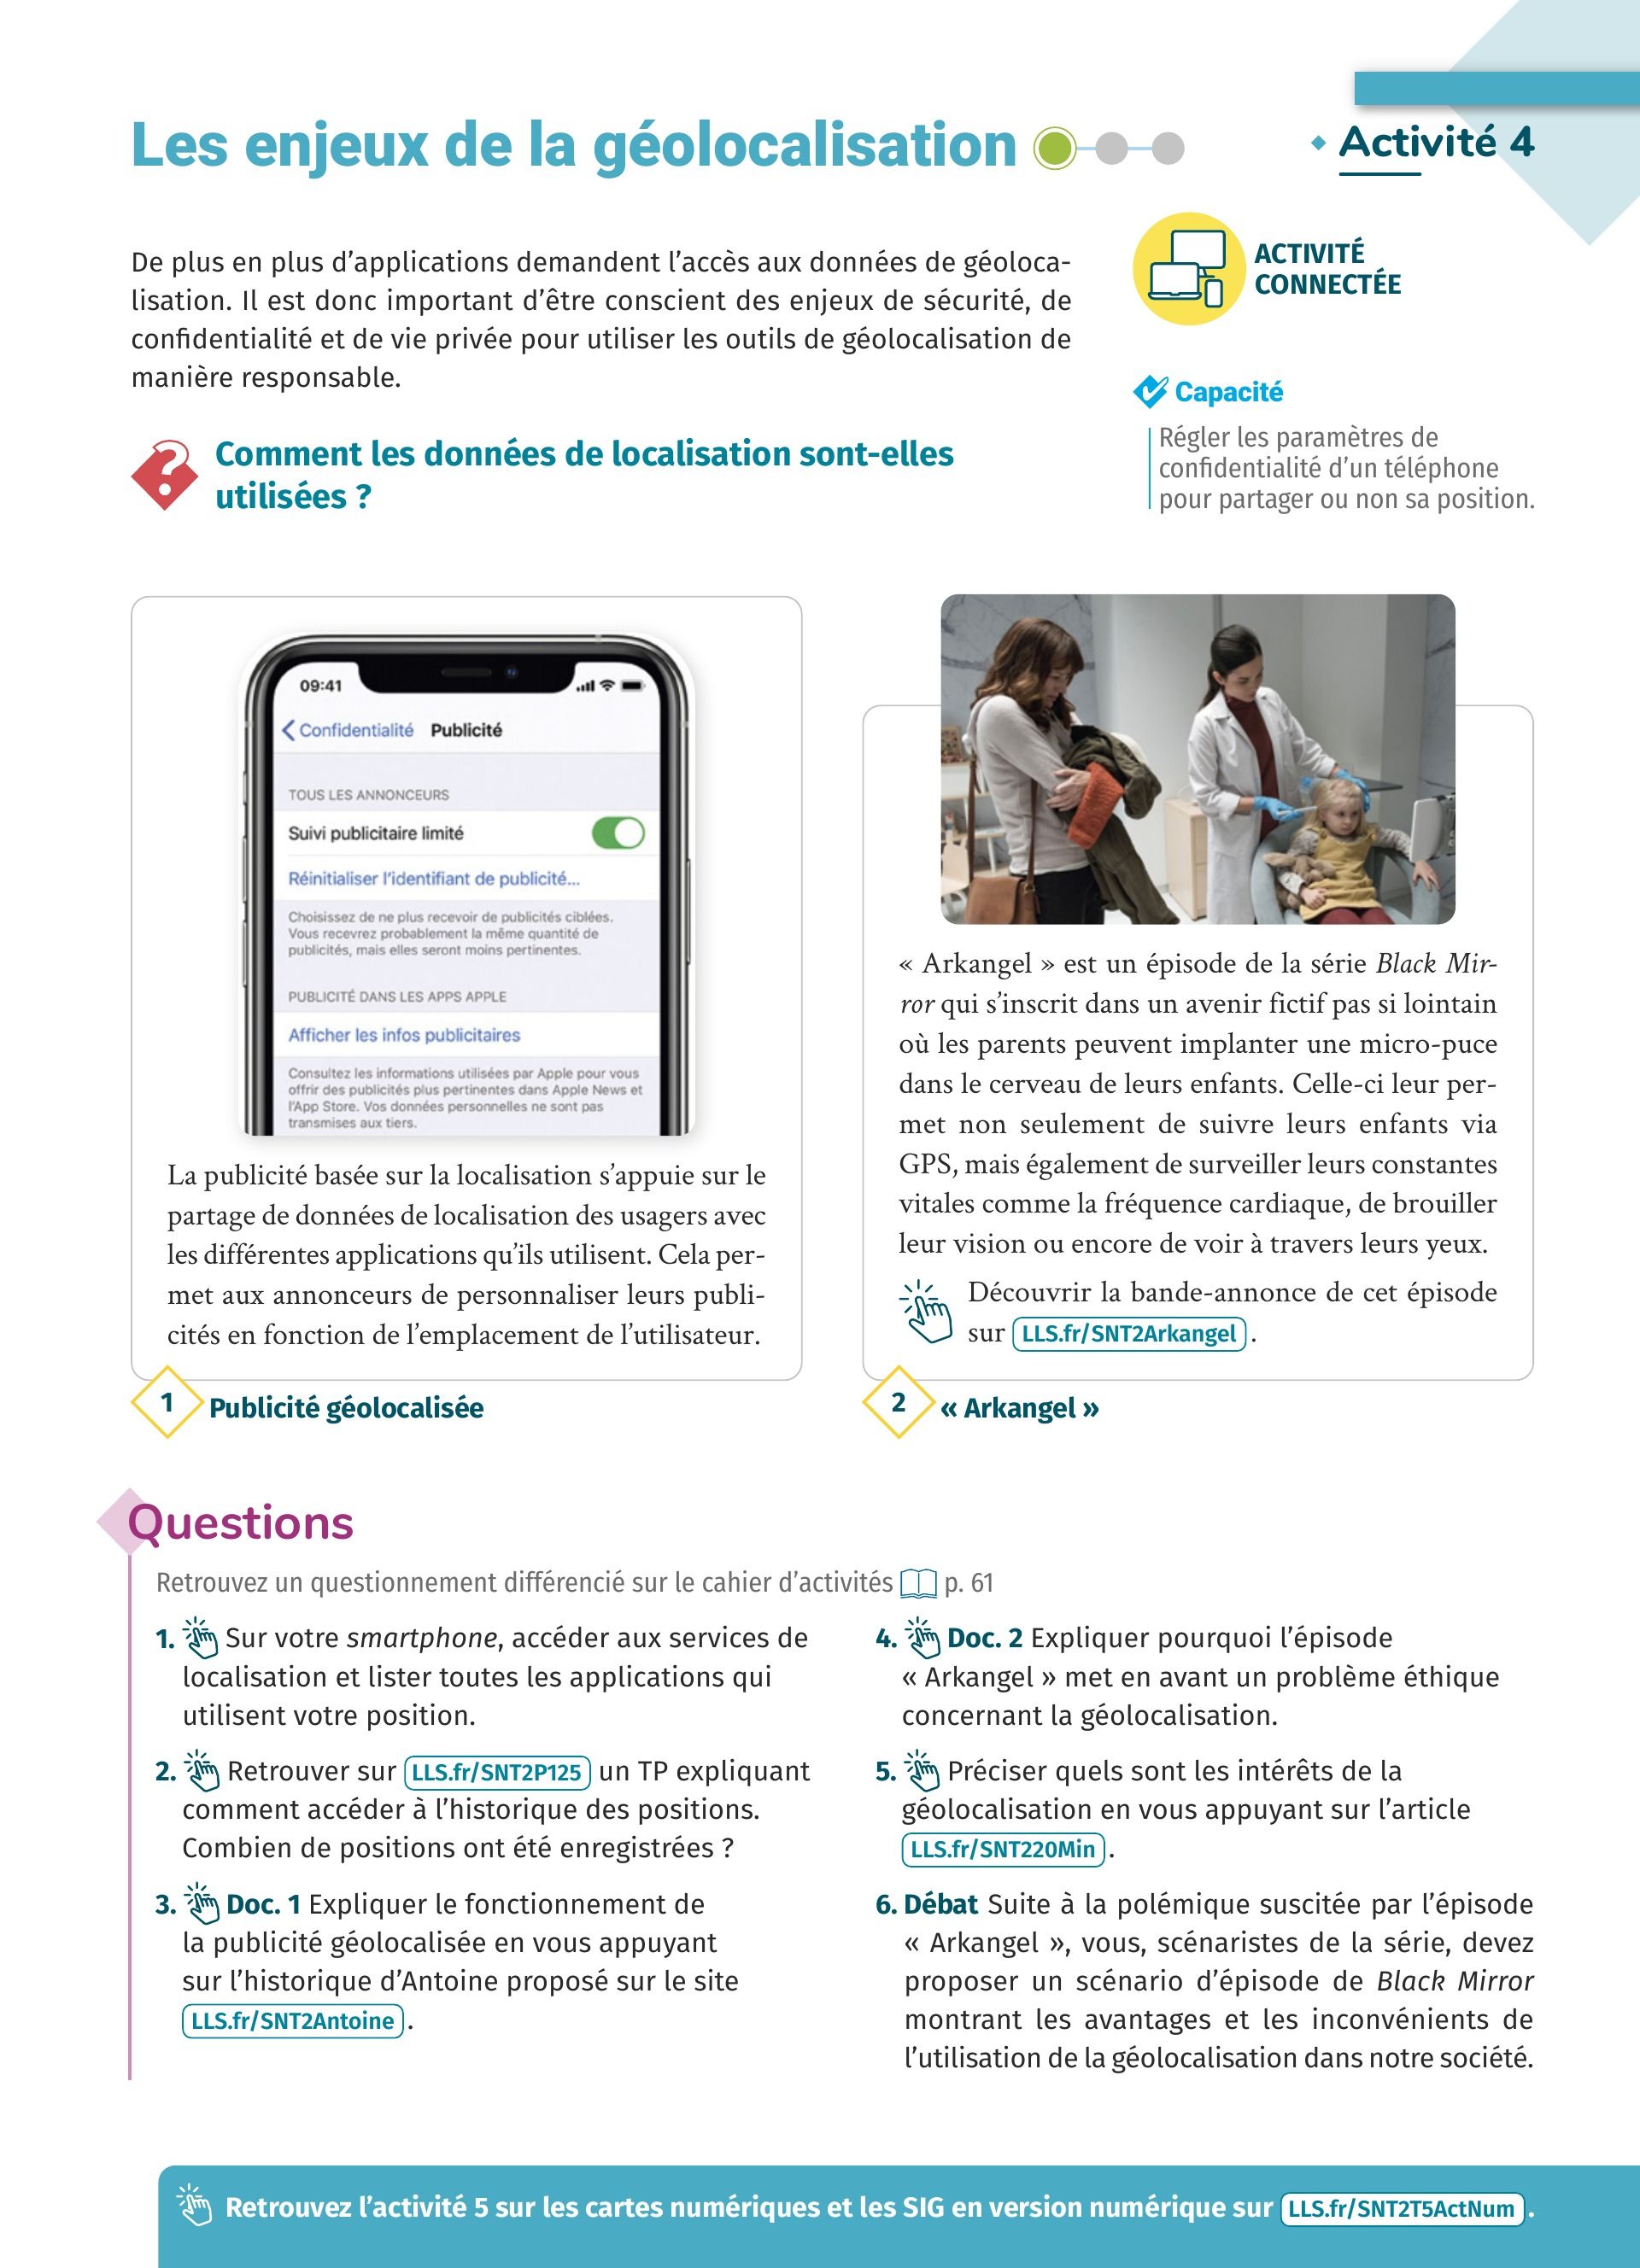 Les enjeux de la géolocalisation
Activité 4
De plus en plus d'applications demandent l'accès aux données de géoloca-
lisation. Il est donc important d'être conscient des enjeux de sécurité, de
confidentialité et de vie privée pour utiliser les outils de géolocalisation de
manière responsable.
ACTIVITÉ
CONNECTÉE
Capacité
Régler les paramètres de
confidentialité d'un téléphone
pour partager ou non sa position.
? Comment les données de localisation sont-elles
utilisées ?
09:41
Confidentialité Publicité
TOUS LES ANNONCEURS
Suivi publicitaire limité
Réinitialiser l'identifiant de publicité...
Choisissez de ne plus recevoir de publicités ciblées.
Vous recevrez probablement la même quantité de
publicités, mais elles seront moins pertinentes.
PUBLICITÉ DANS LES APPS APPLE
Afficher les infos publicitaires
Consultez les informations utilisées par Apple pour vous
offrir des publicités plus pertinentes dans Apple News et
l'App Store. Vos données personnelles ne sont pas
transmises aux tiers.
La publicité basée sur la localisation s'appuie sur le
partage de données de localisation des usagers avec
les différentes applications qu'ils utilisent. Cela per-
met aux annonceurs de personnaliser leurs publi-
cités en fonction de l'emplacement de l'utilisateur.
1 Publicité géolocalisée
« Arkangel » est un épisode de la série Black Mir-
ror qui s'inscrit dans un avenir fictif pas si lointain
où les parents peuvent implanter une micro-puce
dans le cerveau de leurs enfants. Celle-ci leur per-
met non seulement de suivre leurs enfants via
GPS, mais également de surveiller leurs constantes
vitales comme la fréquence cardiaque, de brouiller
leur vision ou encore de voir à travers leurs yeux.
Découvrir la bande-annonce de cet épisode
sur LLS.fr/SNT2Arkangel .
2 « Arkangel »
Questions
Retrouvez un questionnement différencié sur le cahier d'activités p. 61
1. Sur votre smartphone, accéder aux services de
localisation et lister toutes les applications qui
utilisent votre position.
2. Retrouver sur LLS.fr/SNT2P125 un TP expliquant
comment accéder à l'historique des positions.
Combien de positions ont été enregistrées ?
3. Doc. 1 Expliquer le fonctionnement de
la publicité géolocalisée en vous appuyant
sur l'historique d'Antoine proposé sur le site
LLS.fr/SNT2Antoine .
4. Doc. 2 Expliquer pourquoi l'épisode
« Arkangel » met en avant un problème éthique
concernant la géolocalisation.
5. Préciser quels sont les intérêts de la
géolocalisation en vous appuyant sur l'article
LLS.fr/SNT220Min .
6. Débat Suite à la polémique suscitée par l'épisode
« Arkangel », vous, scénaristes de la série, devez
proposer un scénario d'épisode de Black Mirror
montrant les avantages et les inconvénients de
l'utilisation de la géolocalisation dans notre société.
Retrouvez l'activité 5 sur les cartes numériques et les SIG en version numérique sur LLS.fr/SNT2T5ActNum .